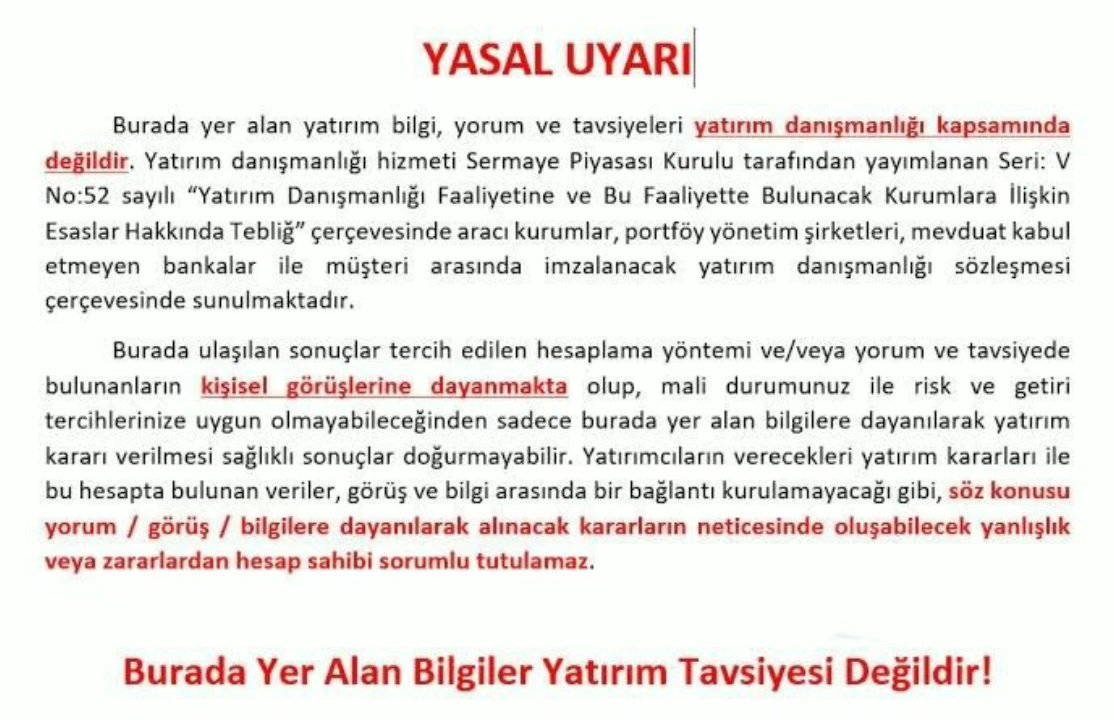 YASAL UYARI
Burada yer alan yatırım bilgi, yorum ve tavsiyeleri yatırım danışmanlığı kapsamında
değildir. Yatırım danışmanlığı hizmeti Sermaye Piyasası Kurulu tarafından yayımlanan Seri: V
No:52 sayılı “Yatırım Danışmanlığı Faaliyetine ve Bu Faaliyette Bulunacak Kurumlara İlişkin
Esaslar Hakkında Tebliğ” çerçevesinde aracı kurumlar, portföy yönetim şirketleri, mevduat kabul
etmeyen bankalar ile müşteri arasında imzalanacak yatırım danışmanlığı sözleşmesi
çerçevesinde sunulmaktadır.
Burada ulaşılan sonuçlar tercih edilen hesaplama yöntemi ve/veya yorum ve tavsiyede
bulunanların kişisel görüşlerine dayanmakta olup, mali durumunuz ile risk ve getiri
tercihlerinize uygun olmayabileceğinden sadece burada yer alan bilgilere dayanılarak yatırım
kararı verilmesi sağlıklı sonuçlar doğurmayabilir. Yatırımcıların verecekleri yatırım kararları ile
bu hesapta bulunan veriler, görüş ve bilgi arasında bir bağlantı kurulamayacağı gibi, söz konusu
yorum / görüş / bilgilere dayanılarak alınacak kararların neticesinde oluşabilecek yanlışlık
veya zararlardan hesap sahibi sorumlu tutulamaz.
Burada Yer Alan Bilgiler Yatırım Tavsiyesi Değildir!